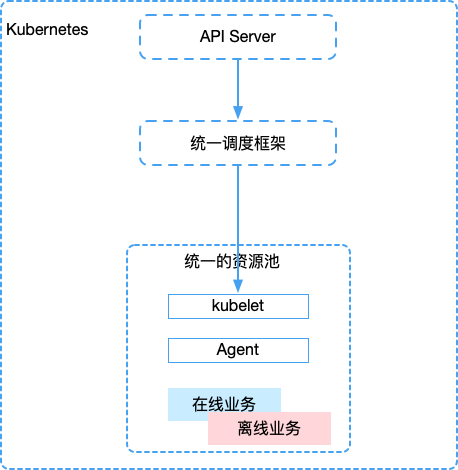 Kubernetes
API Server
统一调度框架
统一的资源池
kubelet
Agent
在线业务
离线业务